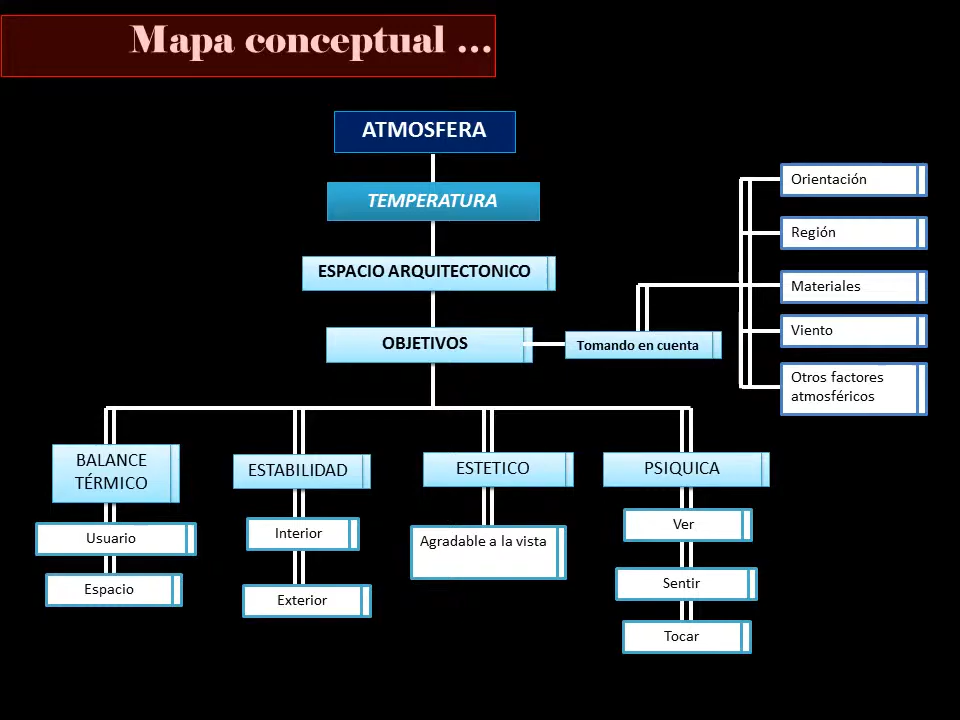 Mapa conceptual ...
ATMOSFERA
TEMPERATURA
ESPACIO ARQUITECTONICO
OBJETIVOS
Tomando en cuenta
Orientación
Región
Materiales
Viento
Otros factores
atmosféricos
BALANCE
TÉRMICO
Usuario
Espacio
ESTABILIDAD
Interior
Exterior
ESTETICO
Agradable a la vista
PSIQUICA
Ver
Sentir
Tocar